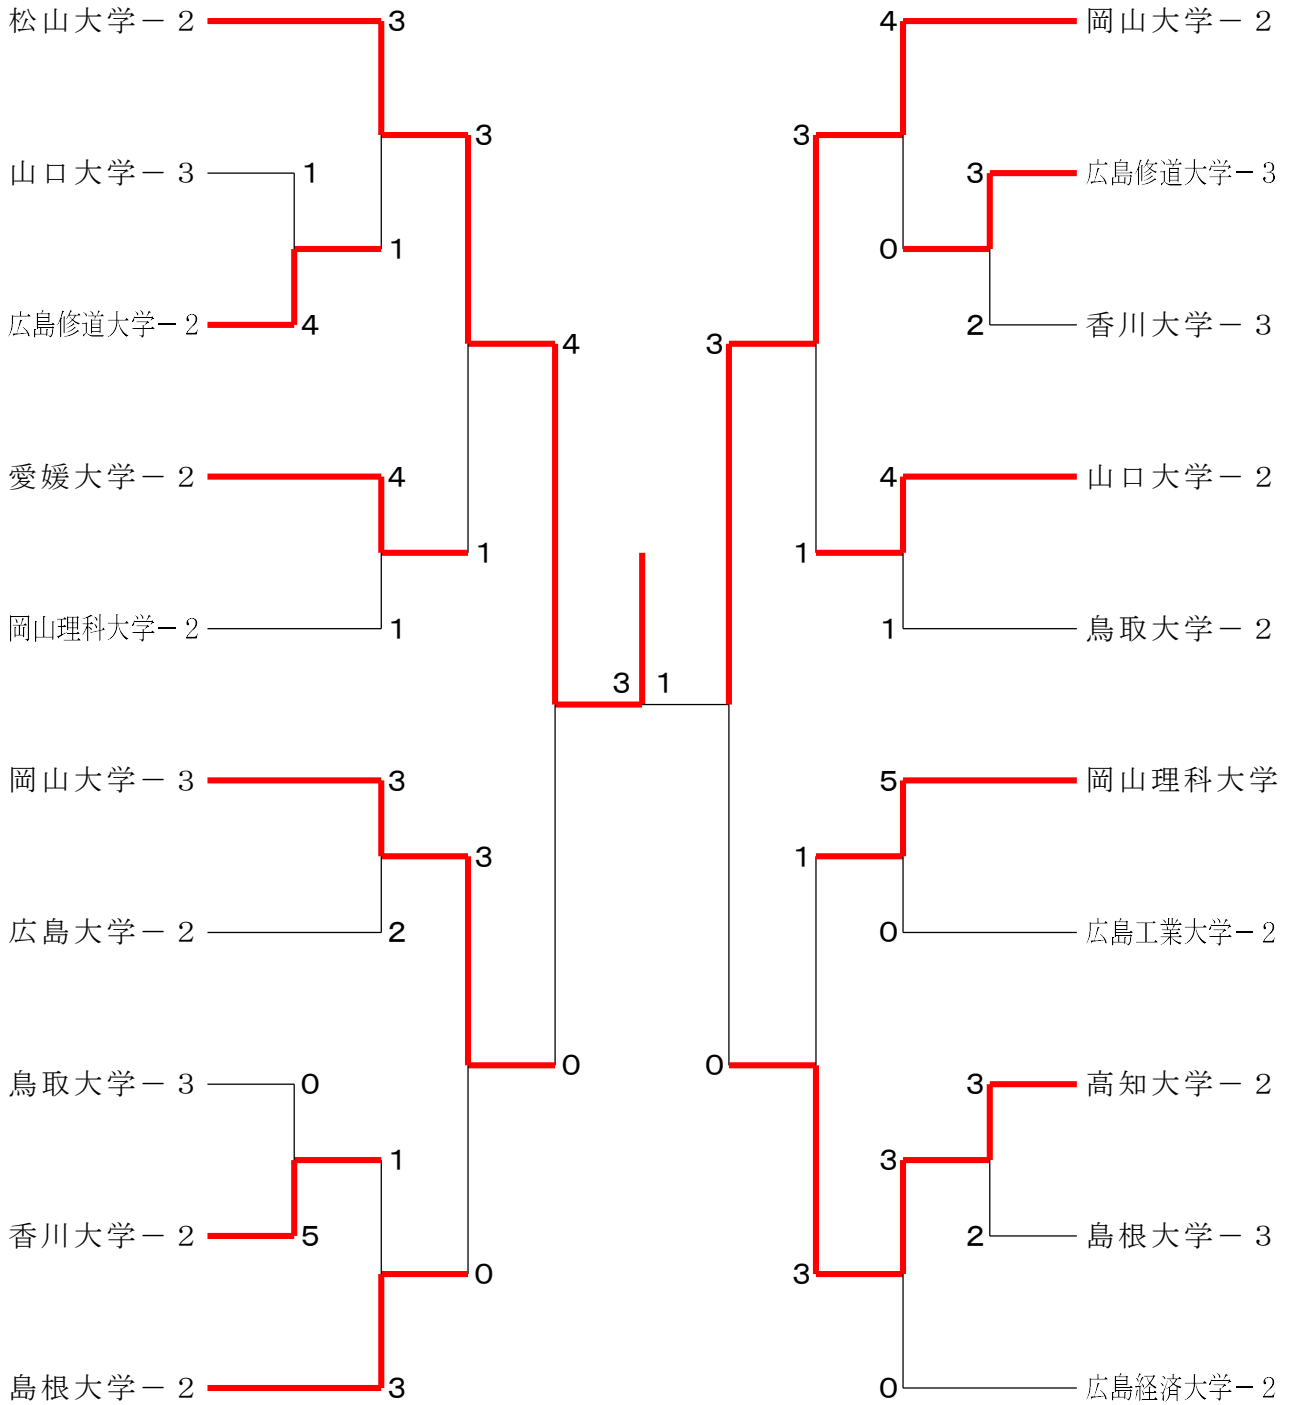 松山大学－２ 3 4 岡山大学－２
3 3
山口大学－３ 1 3 広島修道大学－３
1 0
広島修道大学－２ 4 2 香川大学－３
4 3
愛媛大学－２ 4 4 山口大学－２
1 1
岡山理科大学－２ 1 1 鳥取大学－２
3 1
岡山大学－３ 3 5 岡山理科大学
3 1
広島大学－２ 2 0 広島工業大学－２
0 0
鳥取大学－３ 0 3 高知大学－２
1 3
香川大学－２ 5 2 島根大学－３
0 3
島根大学－２ 3 0 広島経済大学－２